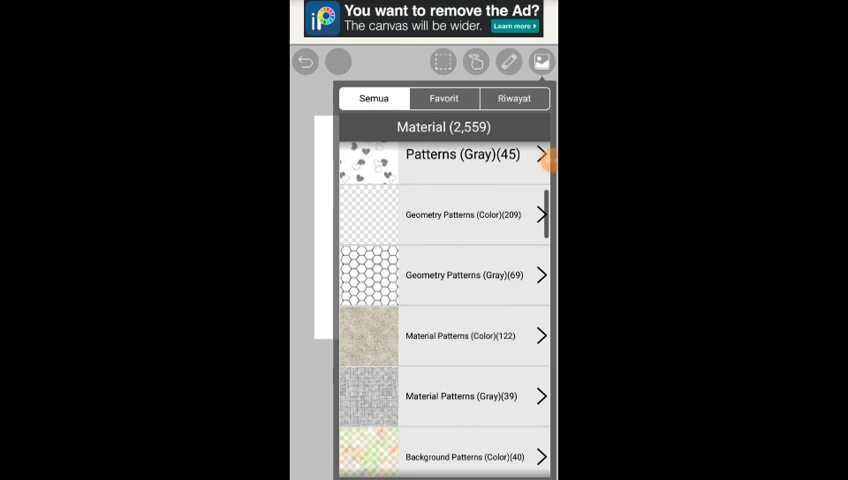 You want to remove the Ad?
The canvas will be wider.
Learn more
Semua
Favorit
Riwayat
Material (2,559)
Patterns (Gray)(45)
Geometry Patterns (Color)(209)
Geometry Patterns (Gray)(69)
Material Patterns (Color)(122)
Material Patterns (Gray)(39)
Background Patterns (Color)(40)